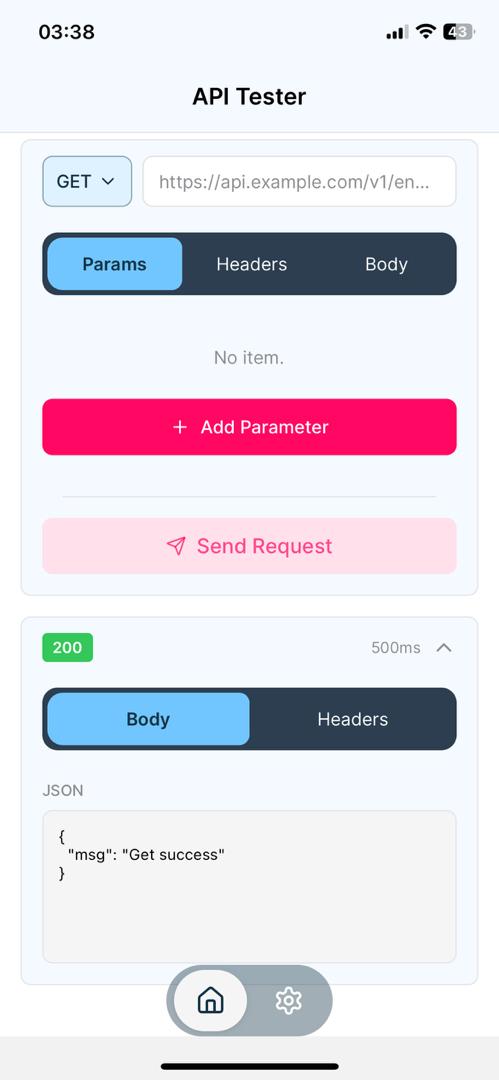 03:38
43
API Tester
GET
https://api.example.com/v1/en...
Params
Headers
Body
No item.
+ Add Parameter
Send Request
200
500ms
Body
Headers
JSON
{
"msg": "Get success"
}